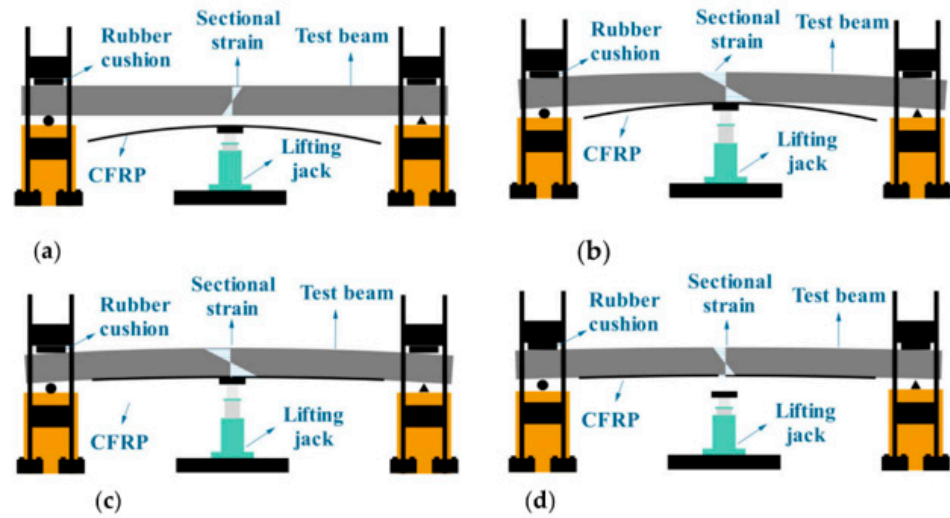 Rubber
cushion
Sectional
strain
Test beam
CFRP
Lifting
jack
(a)
Rubber
cushion
Sectional
strain
Test beam
CFRP
Lifting
jack
(b)
Rubber
cushion
Sectional
strain
Test beam
CFRP
Lifting
jack
(c)
Rubber
cushion
Sectional
strain
Test beam
CFRP
Lifting
jack
(d)